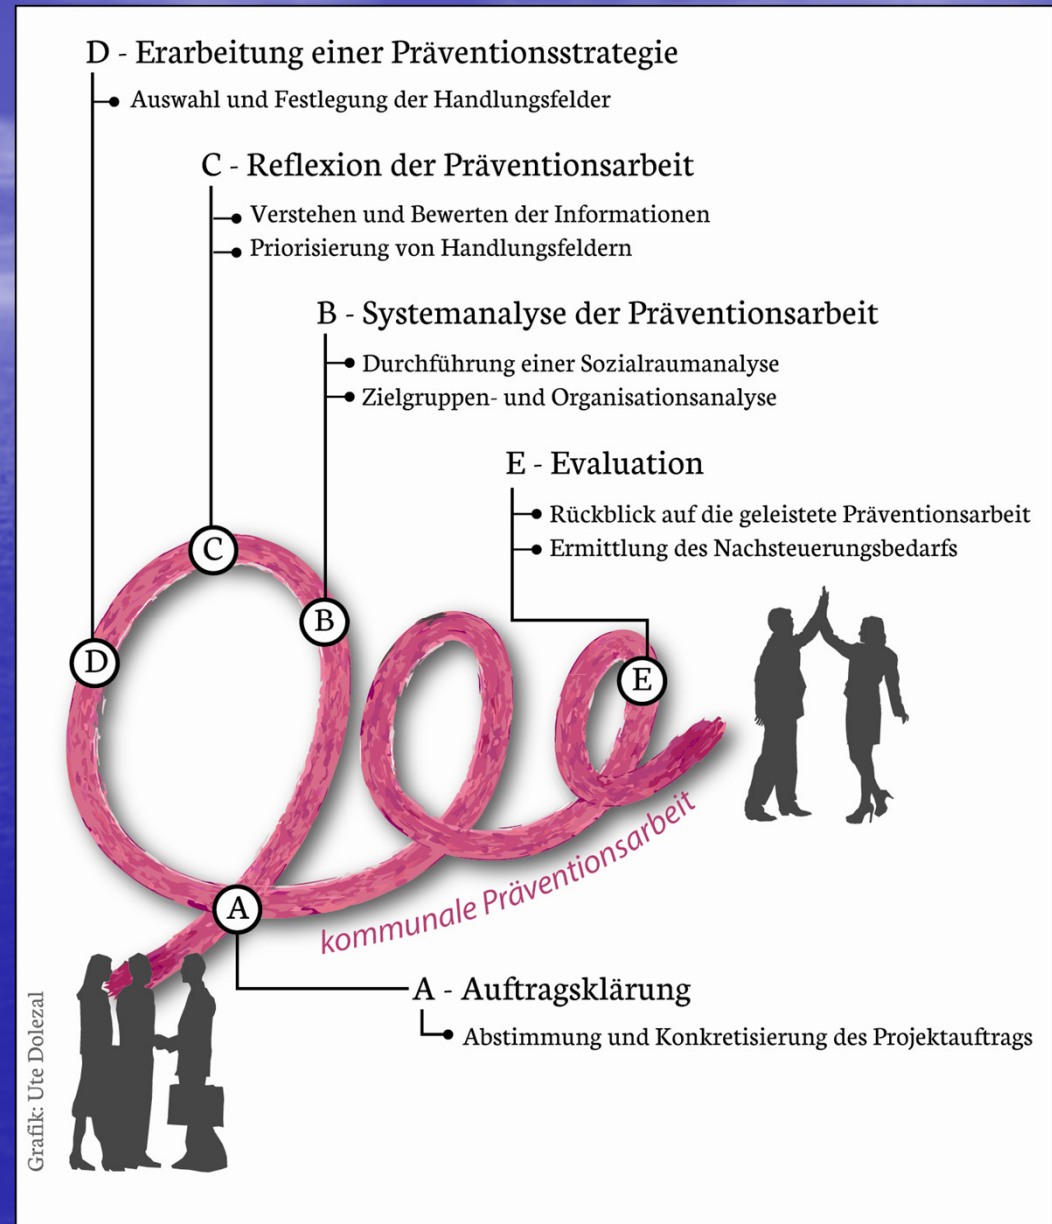 D - Erarbeitung einer Präventionsstrategie
Auswahl und Festlegung der Handlungsfelder
C - Reflexion der Präventionsarbeit
Verstehen und Bewerten der Informationen
Priorisierung von Handlungsfeldern
B - Systemanalyse der Präventionsarbeit
Durchführung einer Sozialraumanalyse
Zielgruppen- und Organisationsanalyse
E - Evaluation
Rückblick auf die geleistete Präventionsarbeit
Ermittlung des Nachsteuerungsbedarfs
C
B
D
E
A
kommunale Präventionsarbeit
A - Auftragsklärung
Abstimmung und Konkretisierung des Projektauftrags
Grafik: Ute Dolezal